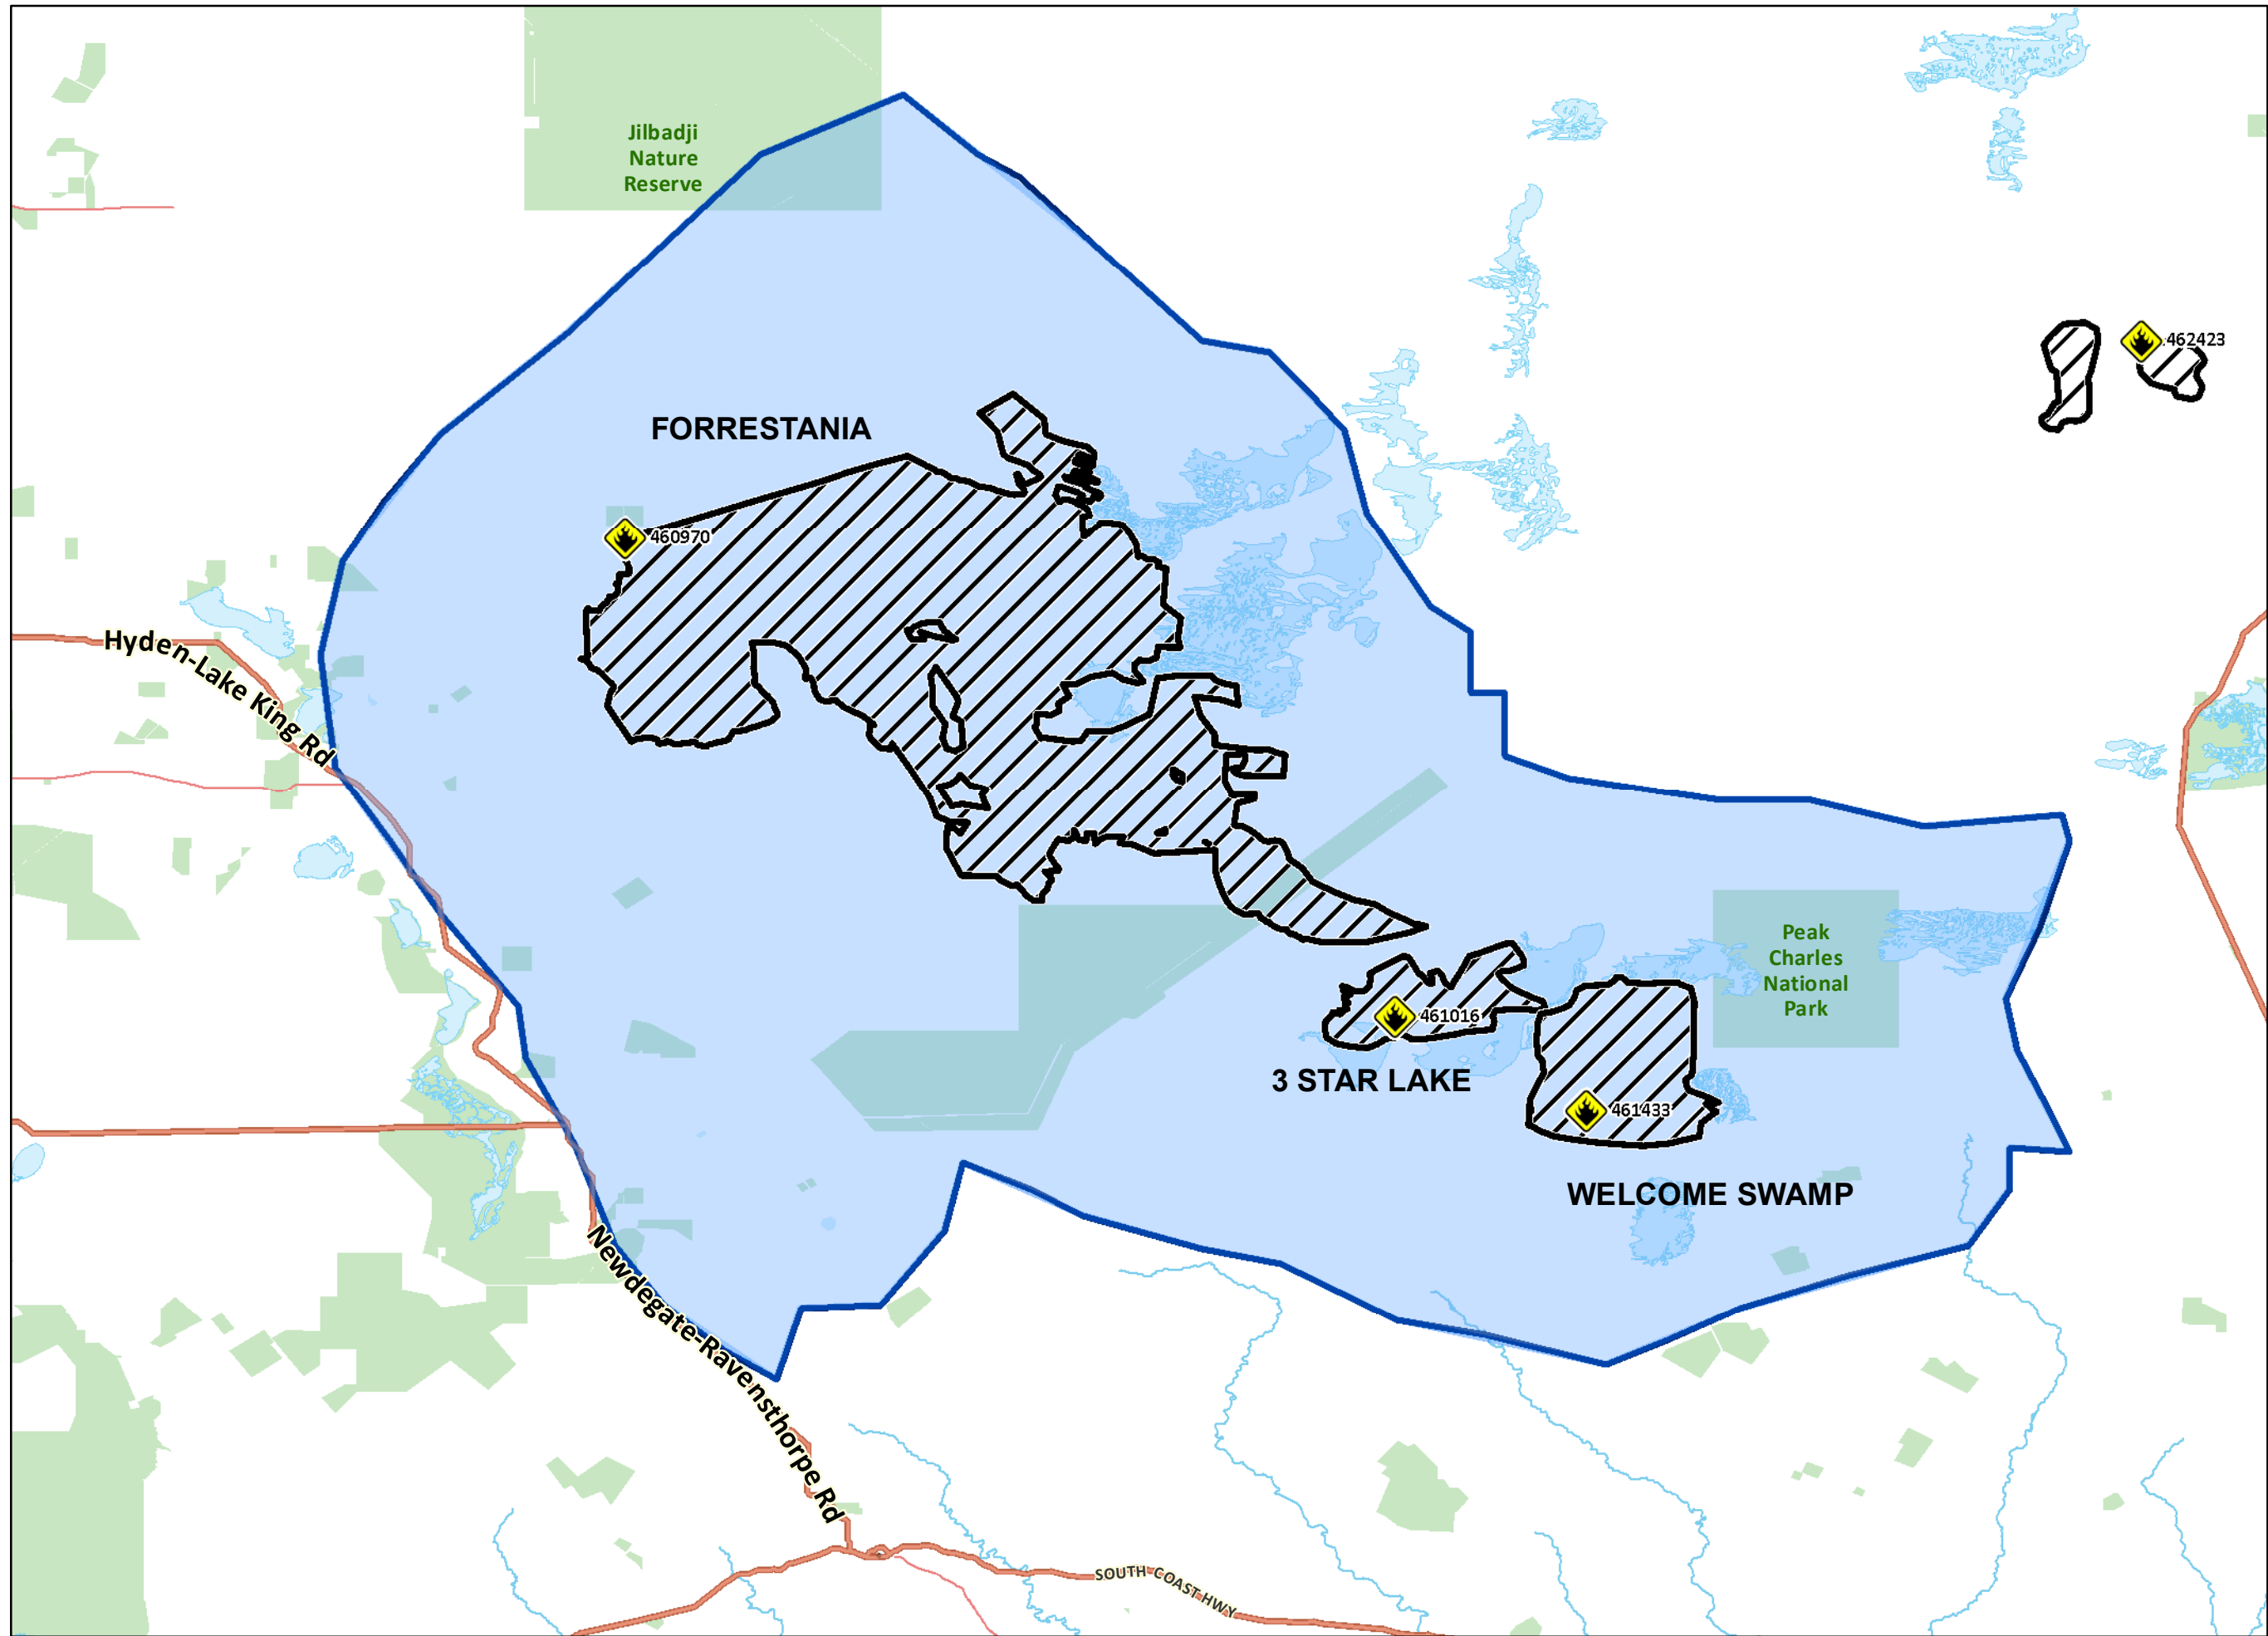 Jilbadji
Nature
Reserve
462423
FORRESTANIA
460970
Hyden-Lake King Rd
Peak
Charles
National
Park
461016
3 STAR LAKE
461433
WELCOME SWAMP
Newdegate-Ravensthorpe Rd
SOUTH COAST HWY